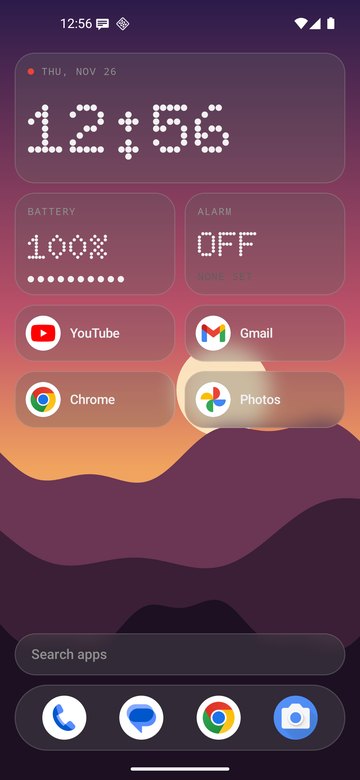 12:56
THU, NOV 26
12:56
BATTERY
100%
ALARM
OFF
NONE SET
YouTube
Gmail
Chrome
Photos
Search apps